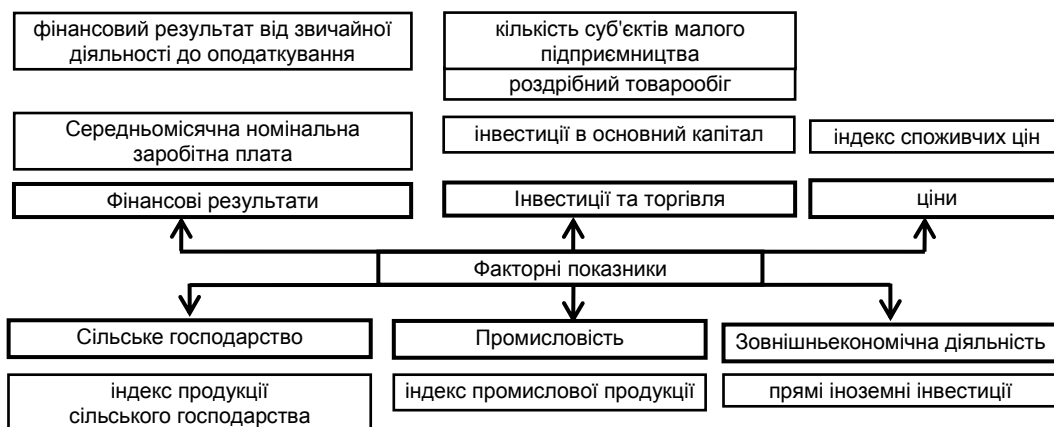 фінансовий результат від звичайної
діяльності до оподаткування
кількість суб'єктів малого
підприємництва
роздрібний товарообіг
Середньомісячна номінальна
заробітна плата
інвестиції в основний капітал
індекс споживчих цін
Фінансові результати
Інвестиції та торгівля
ціни
Факторні показники
Сільське господарство
Промисловість
Зовнішньекономічна діяльність
індекс продукції
сільського господарства
індекс промислової продукції
прямі іноземні інвестиції